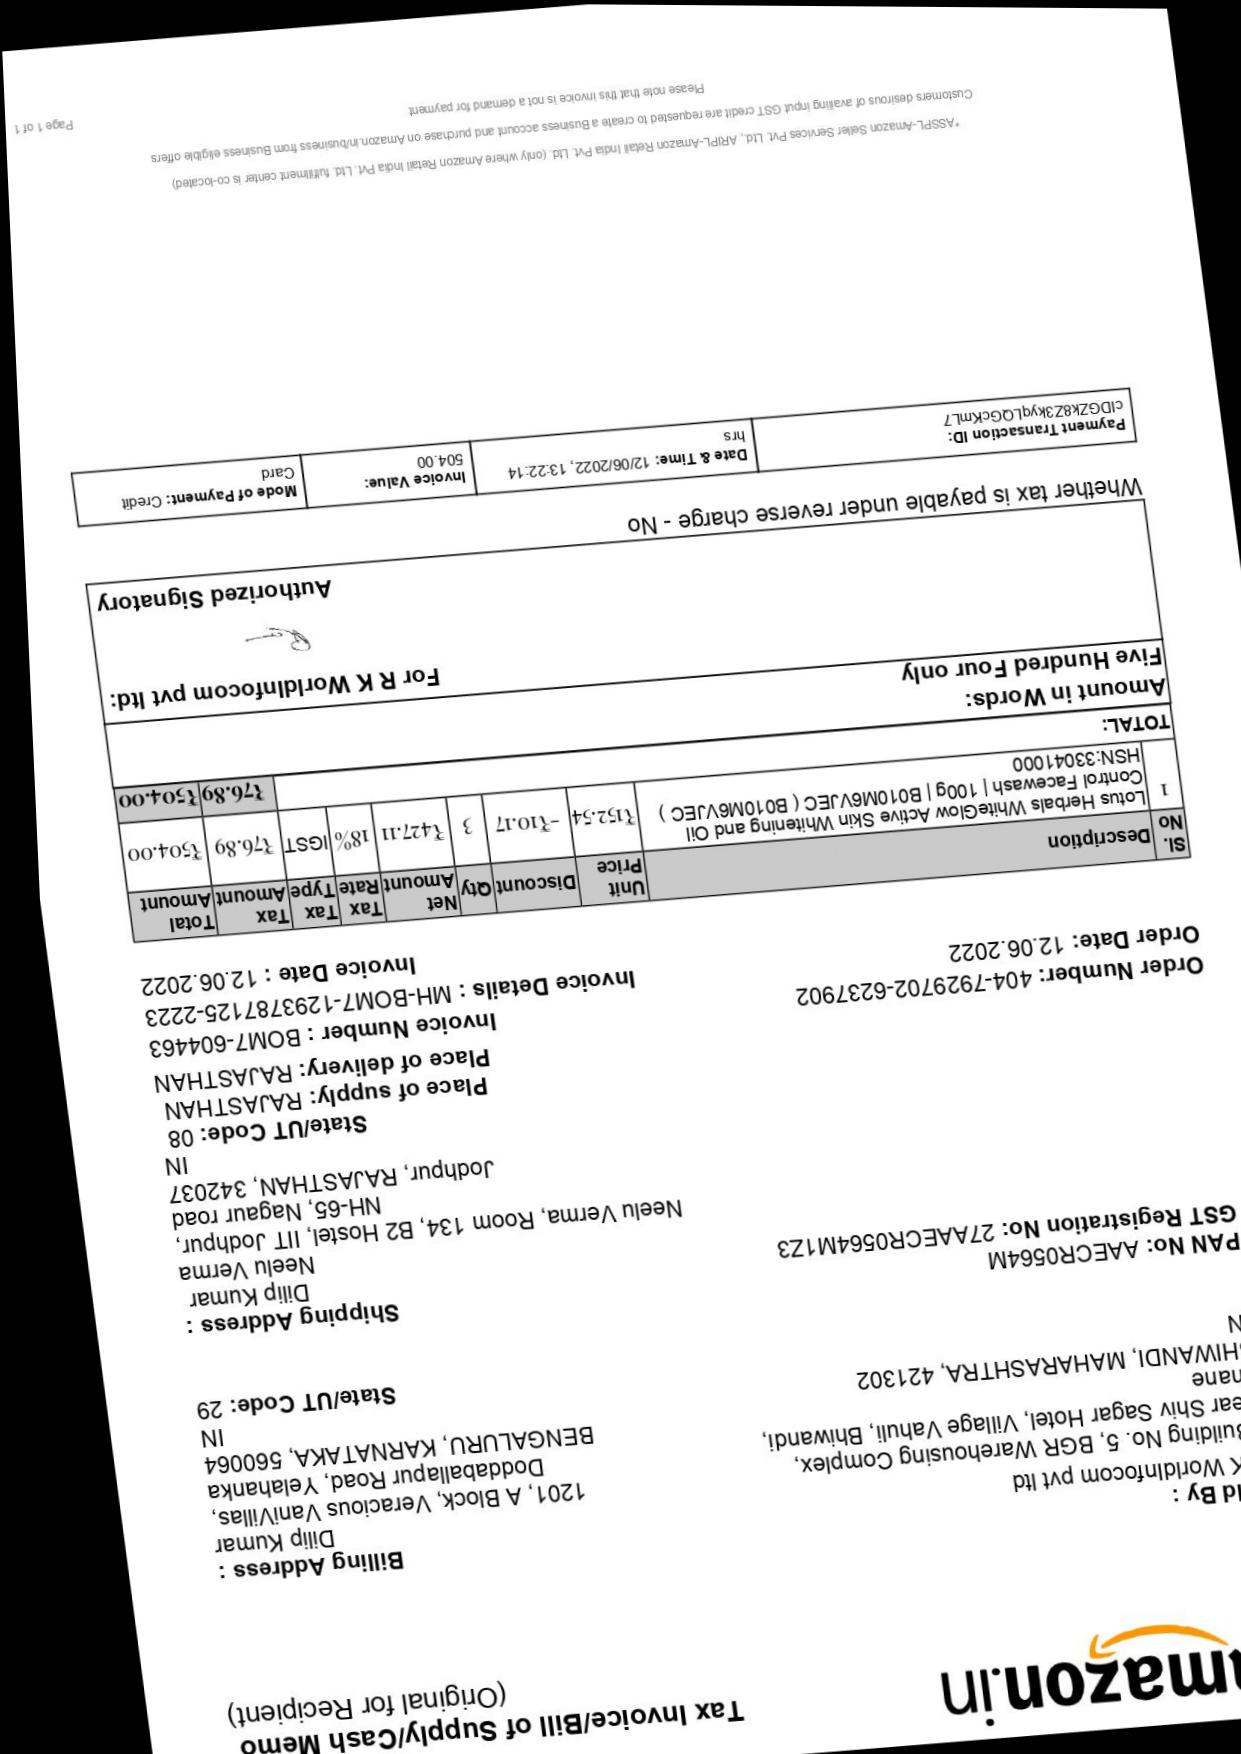 amazon.in
Tax Invoice/Bill of Supply/Cash Memo
(Original for Recipient)
By :
WorldInfocom pvt ltd
No. 5, BGR Warehousing Complex,
Shiv Sagar Hotel, Village Vahuli, Bhiwandi,
MAHARASHTRA, 421302
PAN No: AAECR0564M
GST Registration No: 27AAECR0564M1Z3
Order Number: 404-7929702-6237902
Order Date: 12.06.2022
Billing Address :
Dilip Kumar
1201, A Block, Veracious VaniVillas,
Doddaballapur Road, Yelahanka
BENGALURU, KARNATAKA, 560064
IN
State/UT Code: 29
Shipping Address :
Dilip Kumar
Neelu Verma
Neelu Verma, Room 134, B2 Hostel, IIT Jodhpur,
NH-65, Nagaur road
Jodhpur, RAJASTHAN, 342037
IN
State/UT Code: 08
Place of supply: RAJASTHAN
Place of delivery: RAJASTHAN
Invoice Number : BOM7-604463
Invoice Details : MH-BOM7-1293787125-2223
Invoice Date : 12.06.2022
Sl. No Description Unit Price Discount Qty Net Amount Tax Rate Tax Type Tax Amount Total Amount
1 Lotus Herbals WhiteGlow Active Skin Whitening and Oil
Control Facewash | 100g | B010M6VJEC ( B010M6VJEC )
HSN:33041000
₹152.54 -₹10.17 3 ₹427.11 18% IGST ₹76.89 ₹504.00
TOTAL: ₹76.89 ₹504.00
Amount in Words:
Five Hundred Four only
For R K WorldInfocom pvt ltd:
Authorized Signatory
Whether tax is payable under reverse charge - No
Payment Transaction ID:
cIDGZk8Z3kyqLQGcKmL7
Date & Time: 12/06/2022, 13:22:14
hrs
Invoice Value:
504.00
Mode of Payment: Credit
Card
*ASSPL-Amazon Seller Services Pvt. Ltd., ARIPL-Amazon Retail India Pvt. Ltd. (only where Amazon Retail India Pvt. Ltd. fulfillment center is co-located)
Customers desirous of availing input GST credit are requested to create a Business account and purchase on Amazon.in/business from Business eligible offers
Please note that this invoice is not a demand for payment
Page 1 of 1